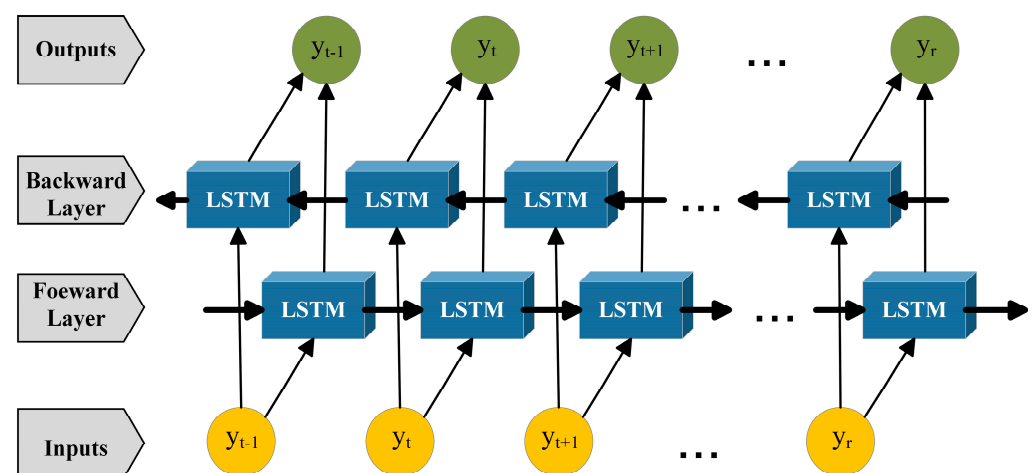 Outputs
y_{t-1} y_t y_{t+1} ... y_r
Backward
Layer
LSTM LSTM LSTM ... LSTM
Foeward
Layer
LSTM LSTM LSTM ... LSTM
Inputs
y_{t-1} y_t y_{t+1} ... y_r